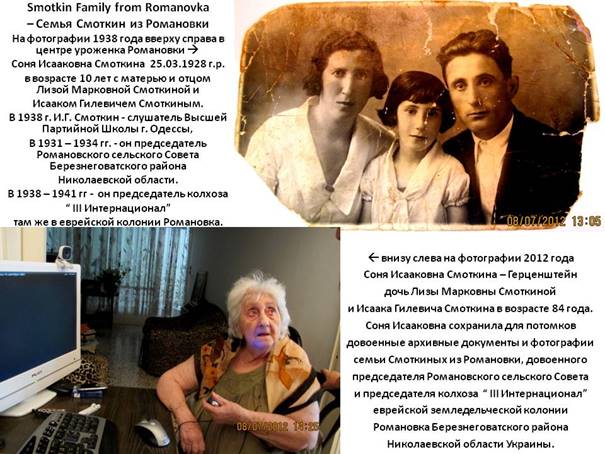 Smotkin Family from Romanovka
– Семья Смоткин из Романовки
На фотографии 1938 года вверху справа в
центре уроженка Романовки →
Соня Исааковна Смоткина 25.03.1928 г.р.
в возрасте 10 лет с матерью и отцом
Лизой Марковной Смоткиной и
Исааком Гилевичем Смоткиным.
В 1938 г. И.Г. Смоткин - слушатель Высшей
Партийной Школы г. Одессы,
В 1931 – 1934 гг. - он председатель
Романовского сельского Совета
Березнеговатского района
Николаевской области.
В 1938 – 1941 гг - он председатель колхоза
“ III Интернационал”
там же в еврейской колонии Романовка.
08/07/2012 13:05
← внизу слева на фотографии 2012 года
Соня Исааковна Смоткина – Герценштейн
дочь Лизы Марковны Смоткиной
и Исаака Гилевича Смоткина в возрасте 84 года.
Соня Исааковна сохранила для потомков
довоенные архивные документы и фотографии
семьи Смоткиных из Романовки, довоенного
председателя Романовского сельского Совета
и председателя колхоза “ III Интернационал”
еврейской земледельческой колонии
Романовка Березнеговатского района
Николаевской области Украины.
08/07/2012 13:25